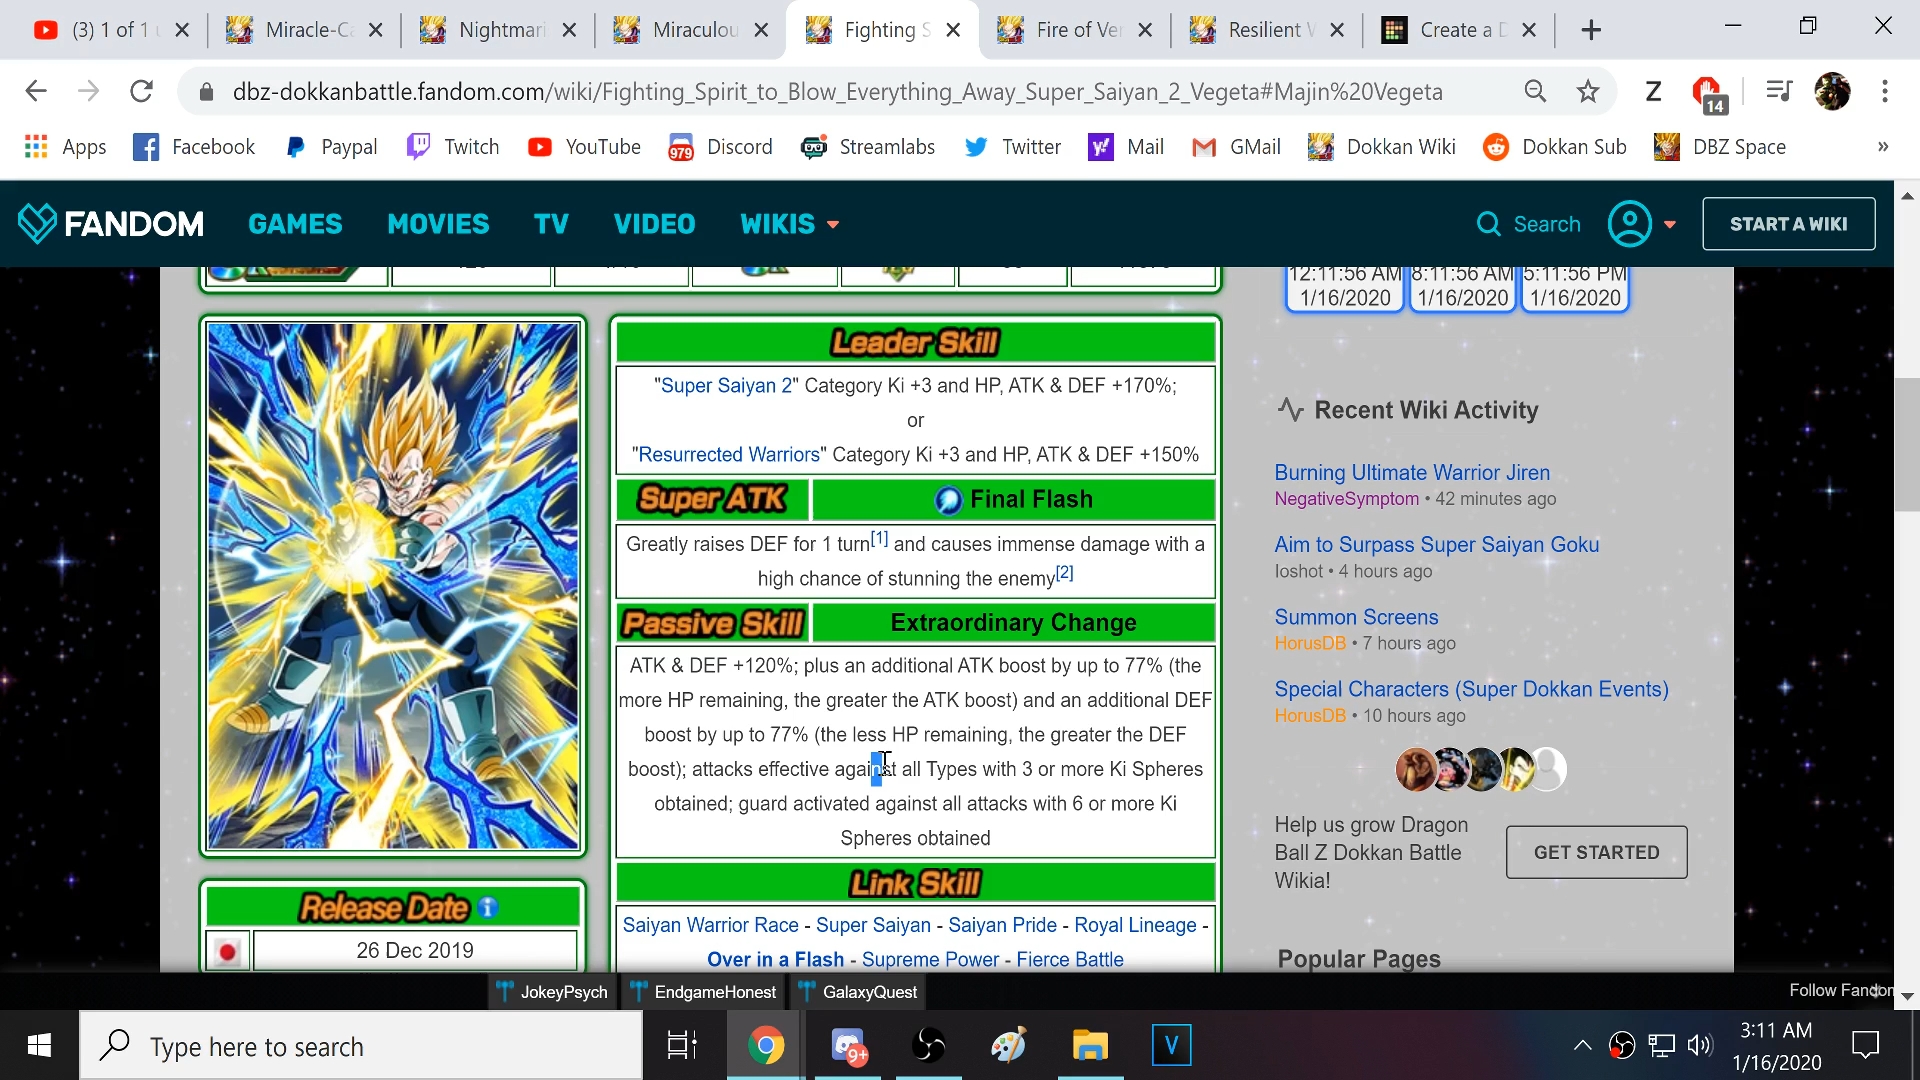 (3) 1 of 1
Miracle-Ca
Nightmari
Miraculou
Fighting S
Fire of Ve
Resilient
Create a D
dbz-dokkanbattle.fandom.com/wiki/Fighting_Spirit_to_Blow_Everything_Away_Super_Saiyan_2_Vegeta#Majin%20Vegeta
Z
14
Apps
Facebook
Paypal
Twitch
YouTube
979
Discord
Streamlabs
Twitter
Mail
GMail
Dokkan Wiki
Dokkan Sub
DBZ Space
»
FANDOM
GAMES
MOVIES
TV
VIDEO
WIKIS
Search
START A WIKI
12:11:56 AM
1/16/2020
8:11:56 AM
1/16/2020
5:11:56 PM
1/16/2020
Leader Skill
"Super Saiyan 2" Category Ki +3 and HP, ATK & DEF +170%;
or
"Resurrected Warriors" Category Ki +3 and HP, ATK & DEF +150%
Super ATK
Final Flash
Greatly raises DEF for 1 turn[1] and causes immense damage with a
high chance of stunning the enemy[2]
Passive Skill
Extraordinary Change
ATK & DEF +120%; plus an additional ATK boost by up to 77% (the
more HP remaining, the greater the ATK boost) and an additional DEF
boost by up to 77% (the less HP remaining, the greater the DEF
boost); attacks effective against all Types with 3 or more Ki Spheres
obtained; guard activated against all attacks with 6 or more Ki
Spheres obtained
Link Skill
Saiyan Warrior Race - Super Saiyan - Saiyan Pride - Royal Lineage -
Over in a Flash - Supreme Power - Fierce Battle
Release Date
26 Dec 2019
Recent Wiki Activity
Burning Ultimate Warrior Jiren
NegativeSymptom • 42 minutes ago
Aim to Surpass Super Saiyan Goku
Ioshot • 4 hours ago
Summon Screens
HorusDB • 7 hours ago
Special Characters (Super Dokkan Events)
HorusDB • 10 hours ago
Help us grow Dragon
Ball Z Dokkan Battle
Wikia!
GET STARTED
Popular Pages
JokeyPsych
EndgameHonest
GalaxyQuest
Follow Fandom
Type here to search
9+
V
3:11 AM
1/16/2020